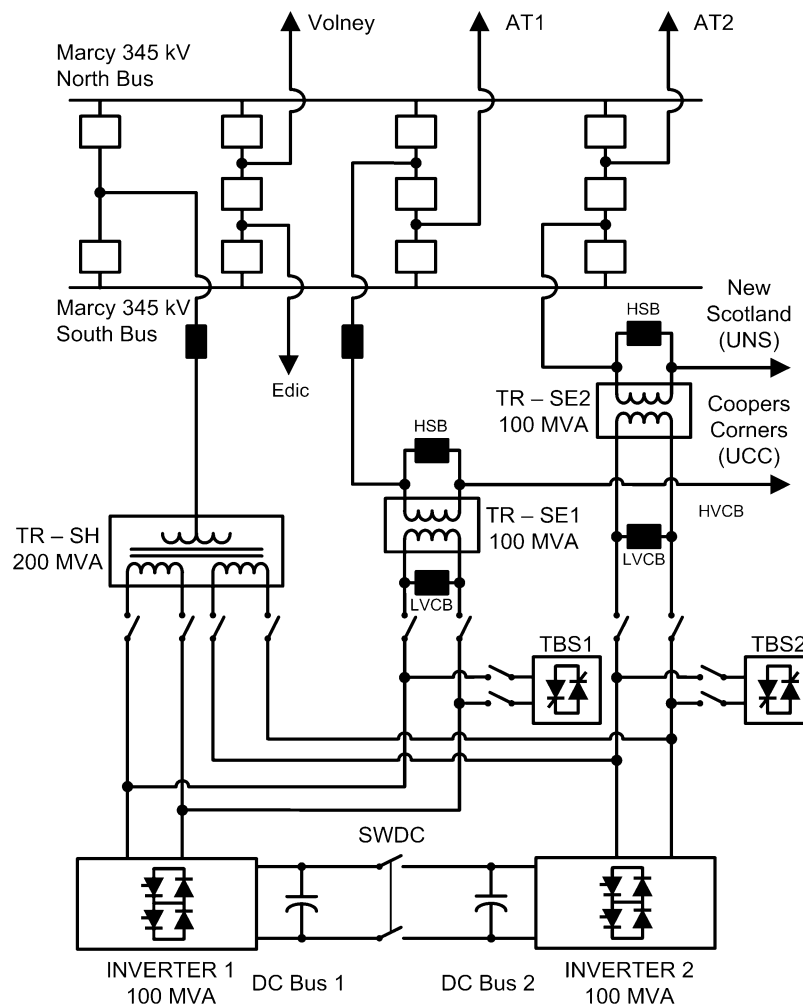 Volney
AT1
AT2
Marcy 345 kV
North Bus
Marcy 345 kV
South Bus
Edic
HSB
New
Scotland
(UNS)
TR – SE2
100 MVA
Coopers
Corners
(UCC)
HSB
HVCB
TR – SH
200 MVA
TR – SE1
100 MVA
LVCB
LVCB
TBS1
TBS2
SWDC
INVERTER 1
100 MVA
DC Bus 1
DC Bus 2
INVERTER 2
100 MVA